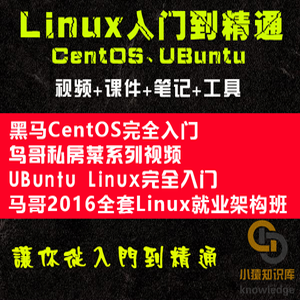 Linux入门到精通
CentOS、UBuntu
视频+课件+笔记+工具
黑马CentOS完全入门
鸟哥私房菜系列视频
UBuntu Linux完全入门
马哥2016全套Linux就业架构班
讓你從入門到精通
小猿知识库
knowledge